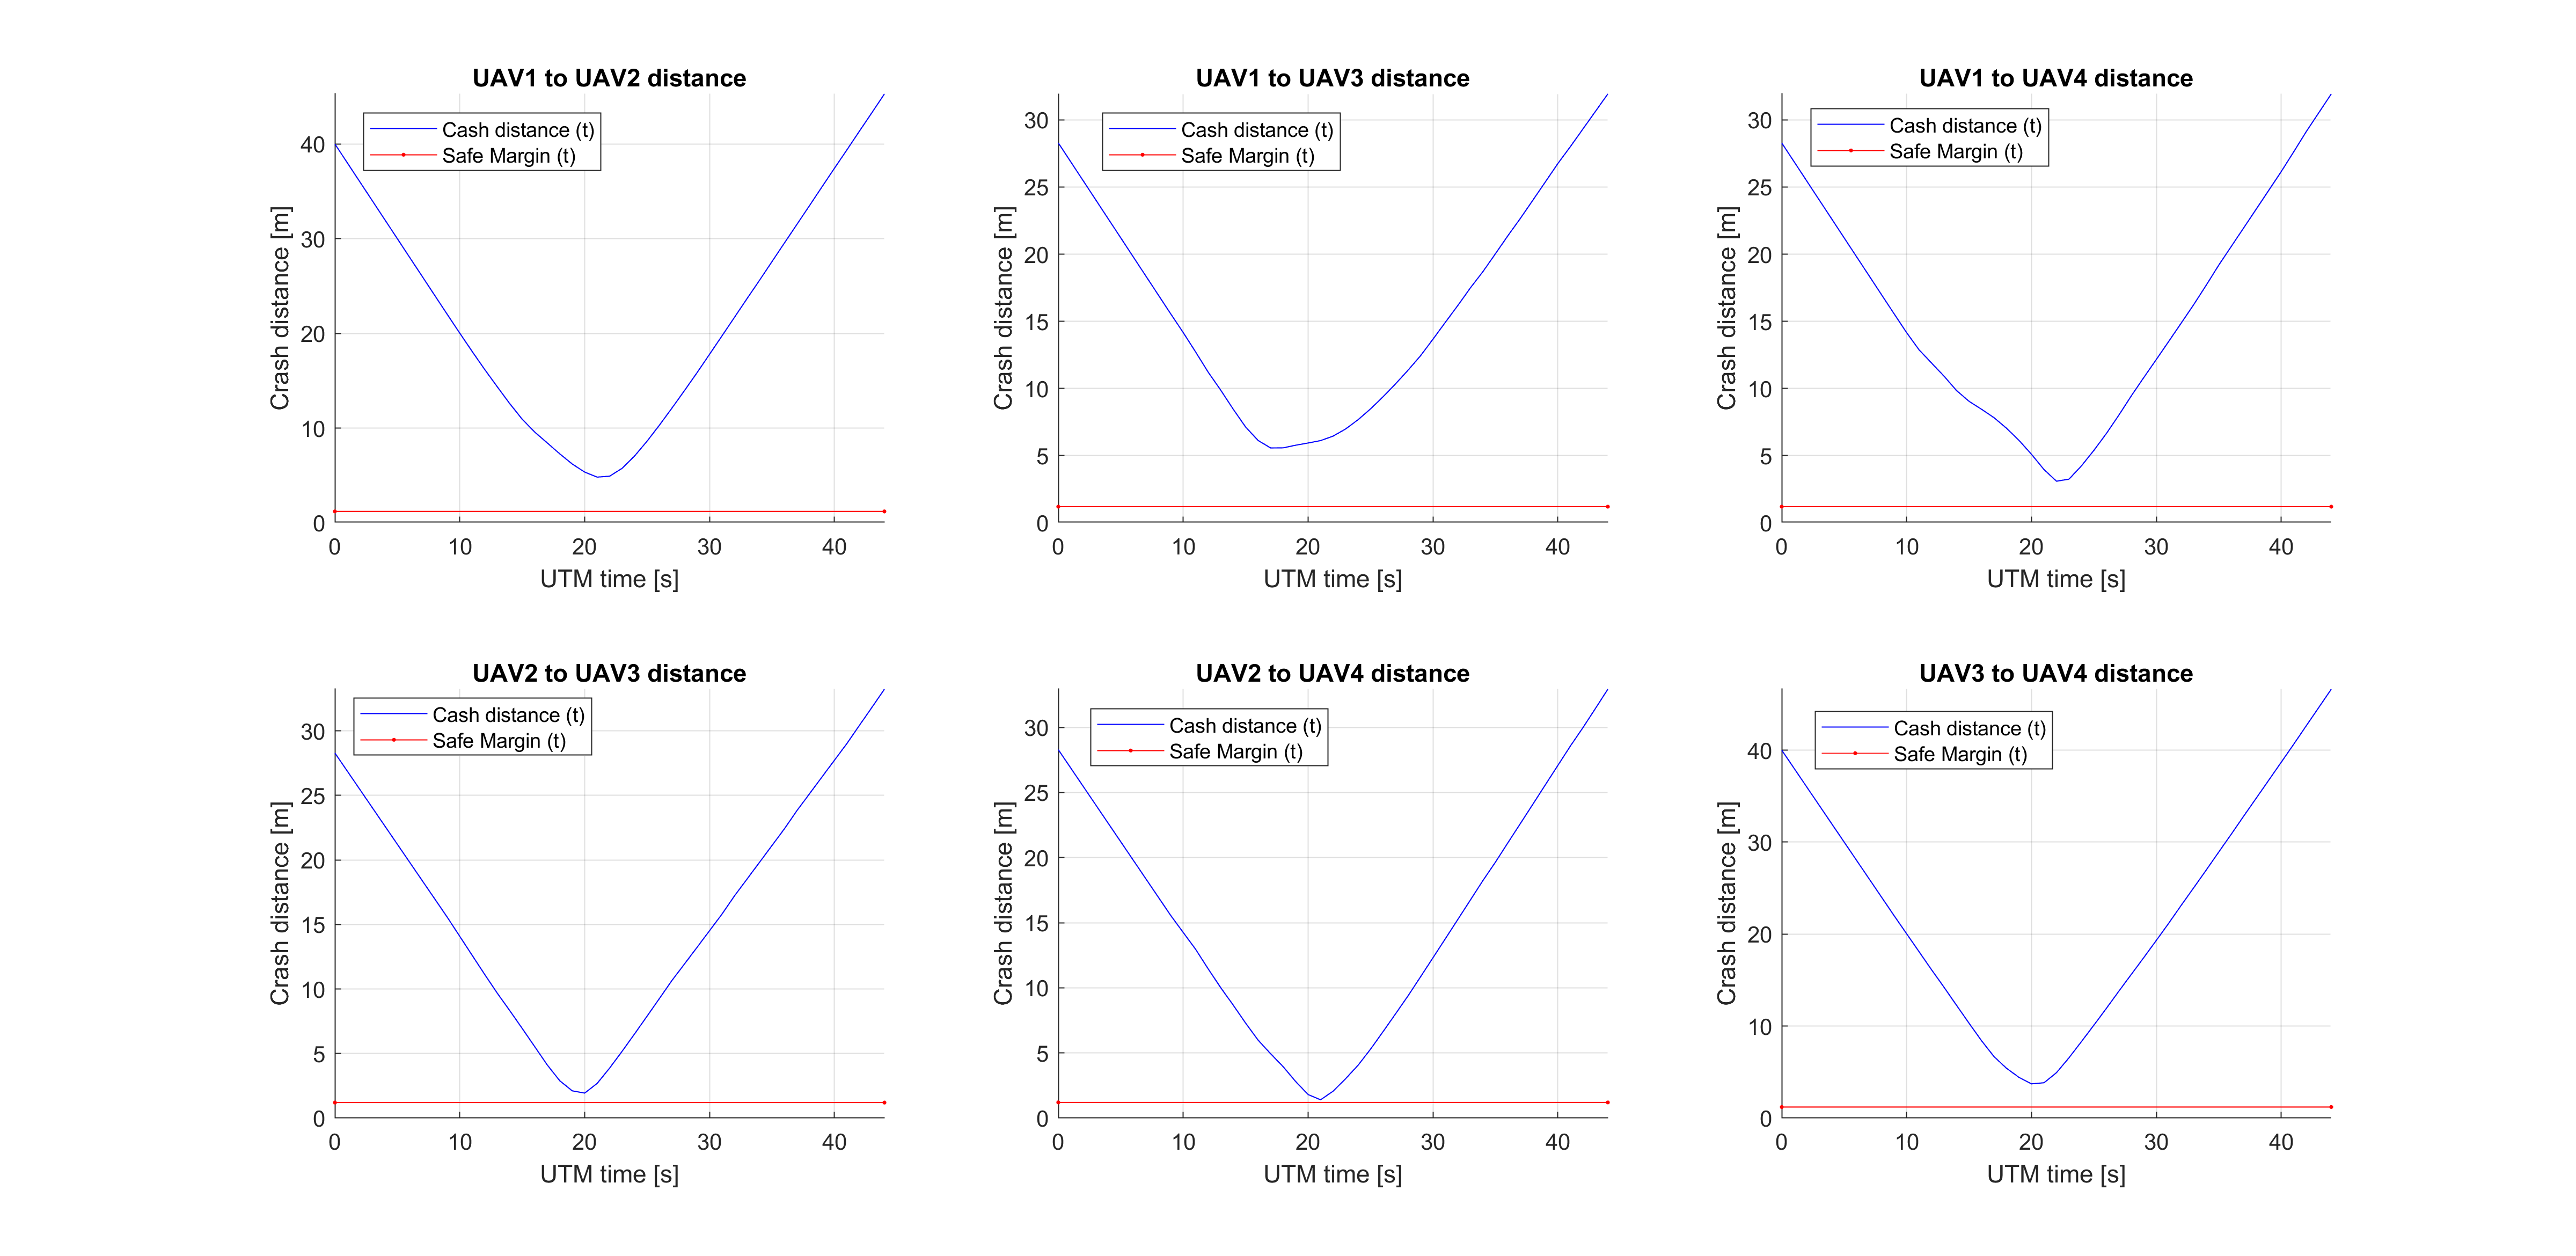 UAV1 to UAV2 distance
Cash distance (t)
Safe Margin (t)
Crash distance [m]
40
30
20
10
0
0 10 20 30 40
UTM time [s]
UAV1 to UAV3 distance
Cash distance (t)
Safe Margin (t)
Crash distance [m]
30
25
20
15
10
5
0
0 10 20 30 40
UTM time [s]
UAV1 to UAV4 distance
Cash distance (t)
Safe Margin (t)
Crash distance [m]
30
25
20
15
10
5
0
0 10 20 30 40
UTM time [s]
UAV2 to UAV3 distance
Cash distance (t)
Safe Margin (t)
Crash distance [m]
30
25
20
15
10
5
0
0 10 20 30 40
UTM time [s]
UAV2 to UAV4 distance
Cash distance (t)
Safe Margin (t)
Crash distance [m]
30
25
20
15
10
5
0
0 10 20 30 40
UTM time [s]
UAV3 to UAV4 distance
Cash distance (t)
Safe Margin (t)
Crash distance [m]
40
30
20
10
0
0 10 20 30 40
UTM time [s]